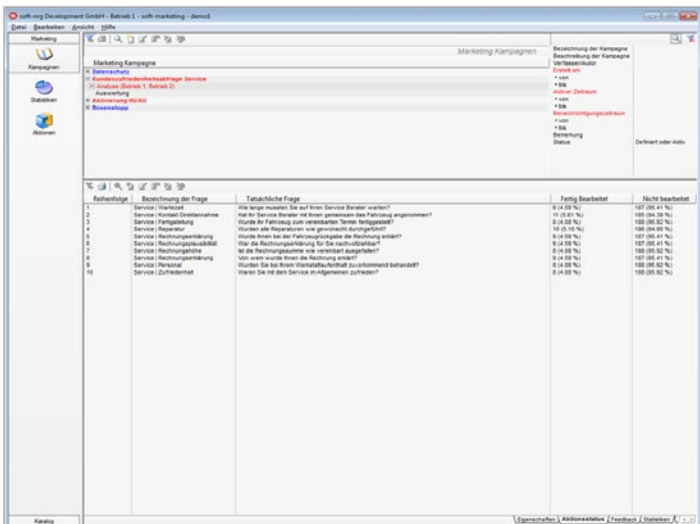 soft-nrg Development GmbH - Betrieb 1 - soft-marketing - demo1
Datei Bearbeiten Ansicht Hilfe
Marketing
Kampagnen
Statistiken
Aktionen
Marketing Kampagnen
Marketing Kampagne
Datenschutz
Kundenzufriedenheitsabfrage Service
Analyse (Betrieb 1, Betrieb 2)
Auswertung
Aktivierung HU/AU
Boxenstopp
Bezeichnung der Kampagne
Beschreibung der Kampagne
Verfasser/Autor
Erstellt am
• von
• bis
Aktiver Zeitraum
• von
• bis
Benachrichtigungszeitraum
• von
• bis
Bemerkung
Status Definiert oder Aktiv
Reihenfolge Bezeichnung der Frage Tatsächliche Frage Fertig Bearbeitet Nicht bearbeitet
1 Service | Wartezeit Wie lange mussten Sie auf Ihren Service Berater warten? 9 (4.59 %) 187 (95.41 %)
2 Service | Kontakt Direktannahme Hat Ihr Service Berater mit Ihnen gemeinsam das Fahrzeug angenommen? 11 (5.61 %) 185 (94.39 %)
3 Service | Fertigstellung Wurde Ihr Fahrzeug zum vereinbarten Termin fertiggestellt? 8 (4.08 %) 188 (95.92 %)
4 Service | Reparatur Wurden alle Reparaturen wie gewünscht durchgeführt? 10 (5.10 %) 186 (94.90 %)
5 Service | Rechnungserklärung Wurde Ihnen bei der Fahrzeugrückgabe die Rechnung erklärt? 9 (4.59 %) 187 (95.41 %)
6 Service | Rechnungsplausibilität War die Rechnungserklärung für Sie nachvollziehbar? 9 (4.59 %) 187 (95.41 %)
7 Service | Rechnungshöhe Ist die Rechnungssumme wie vereinbart ausgefallen? 8 (4.08 %) 188 (95.92 %)
8 Service | Rechnungserklärung Von wem wurde Ihnen die Rechnung erklärt? 9 (4.59 %) 187 (95.41 %)
9 Service | Personal Wurden Sie bei Ihrem Werkstattaufenthalt zuvorkommend behandelt? 8 (4.08 %) 188 (95.92 %)
10 Service | Zufriedenheit Waren Sie mit dem Service im Allgemeinen zufrieden? 8 (4.08 %) 188 (95.92 %)
Katalog
Eigenschaften Aktionsstatus Feedback Statistiken